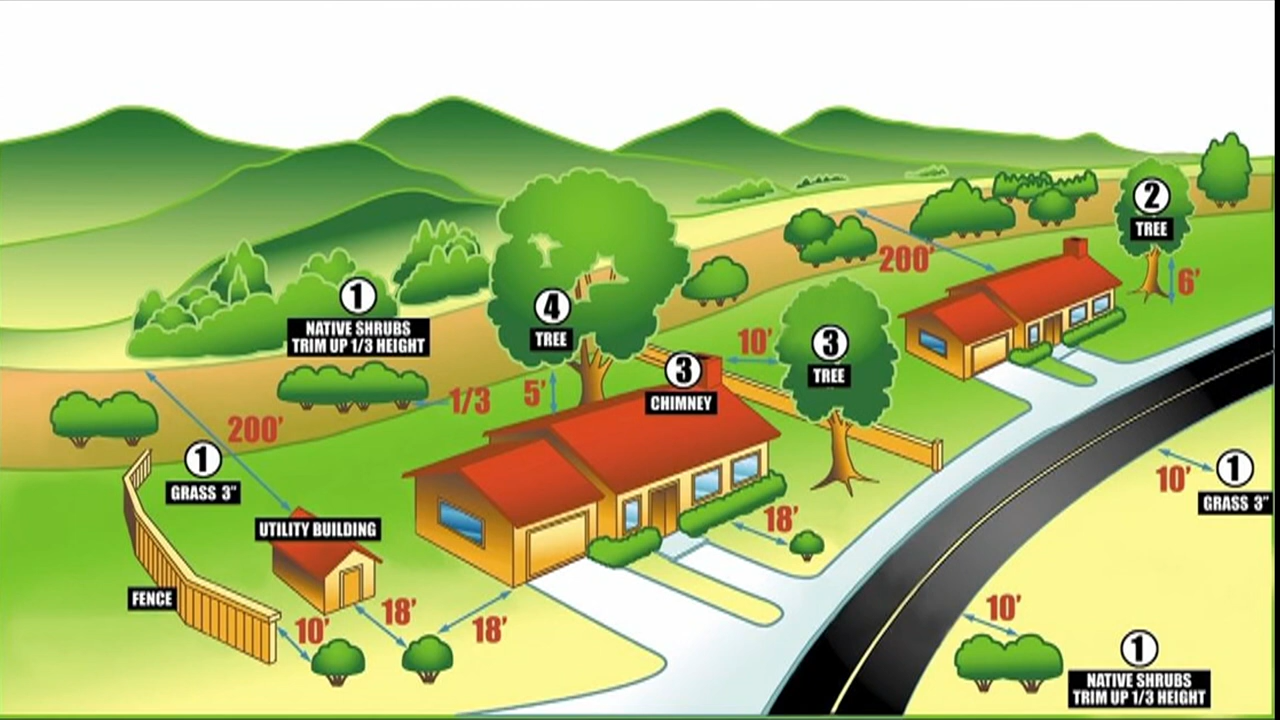 2
TREE
200'
6'
1
NATIVE SHRUBS
TRIM UP 1/3 HEIGHT
4
TREE
10'
3
TREE
3
CHIMNEY
5'
1/3
200'
1
GRASS 3"
10'
1
GRASS 3"
UTILITY BUILDING
18'
FENCE
10'
18'
18'
10'
1
NATIVE SHRUBS
TRIM UP 1/3 HEIGHT